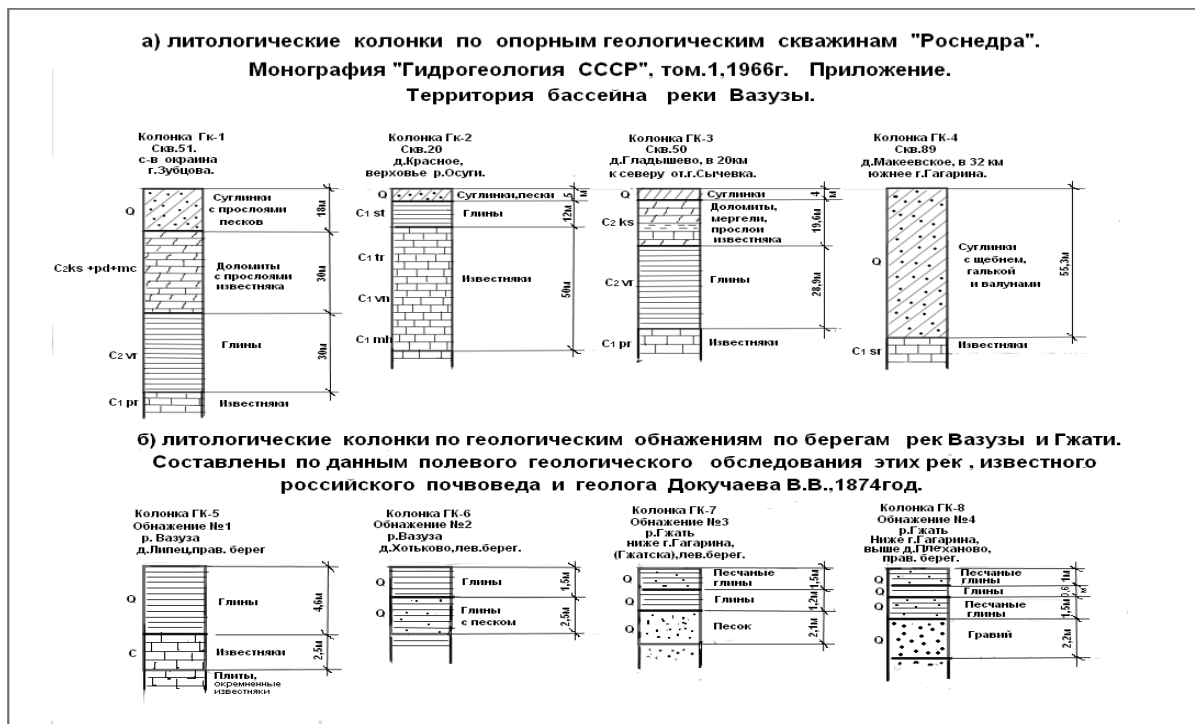 а) литологические колонки по опорным геологическим скважинам "Роснедра".
Монография "Гидрогеология СССР", том.1,1966г. Приложение.
Территория бассейна реки Вазузы.
Колонка Гк-1
Скв.51.
с-в окраина
г.Зубцова.
Q
Суглинки
с прослоями
песков
18м
C2ks +pd+mc
Доломиты
с прослоями
известняка
30м
C2 vr
Глины
30м
C1 pr
Известняки
Колонка Гк-2
Скв.20
д.Красное,
верховье р.Осуги.
Q
Суглинки,пески
5 м
C1 st
Глины
12м
C1 tr
C1 vn
Известняки
50м
C1 mh
Колонка ГК-3
Скв.50
д.Гладышево, в 20км
к северу от.г.Сычевка.
Q
Суглинки
4 м
C2 ks
Доломиты,
мергели,
прослои
известняка
19,6м
C2 vr
Глины
28,9м
C1 pr
Известняки
Колонка ГК-4
Скв.89
д.Макеевское, в 32 км
южнее г.Гагарина.
Q
Суглинки
с щебнем,
галькой
и валунами
55,3м
C1 sr
Известняки
б) литологические колонки по геологическим обнажениям по берегам рек Вазузы и Гжати.
Составлены по данным полевого геологического обследования этих рек , известного
российского почвоведа и геолога Докучаева В.В.,1874год.
Колонка ГК-5
Обнажение №1
р. Вазуза
д.Липец,прав. берег
Q
Глины
4,6м
C
Известняки
2,5м
Плиты,
окремненные
известняки
Колонка ГК-6
Обнажение №2
р.Вазуза
д.Хотьково,лев.берег.
Q
Глины
1,5м
Q
Глины
с песком
2,5м
Колонка ГК-7
Обнажение №3
р.Гжать
ниже г.Гагарина,
(Гжатска),лев.берег.
Q
Песчаные
глины
1,5м
Q
Глины
1,2м
Q
Песок
2,1м
Колонка ГК-8
Обнажение №4
р.Гжать
Ниже г.Гагарина,
выше д.Плеханово,
прав. берег.
Q
Песчаные
глины
1м
Q
Глины
0,6 м
Q
Песчаные
глины
1,5м
Q
Гравий
2,2м